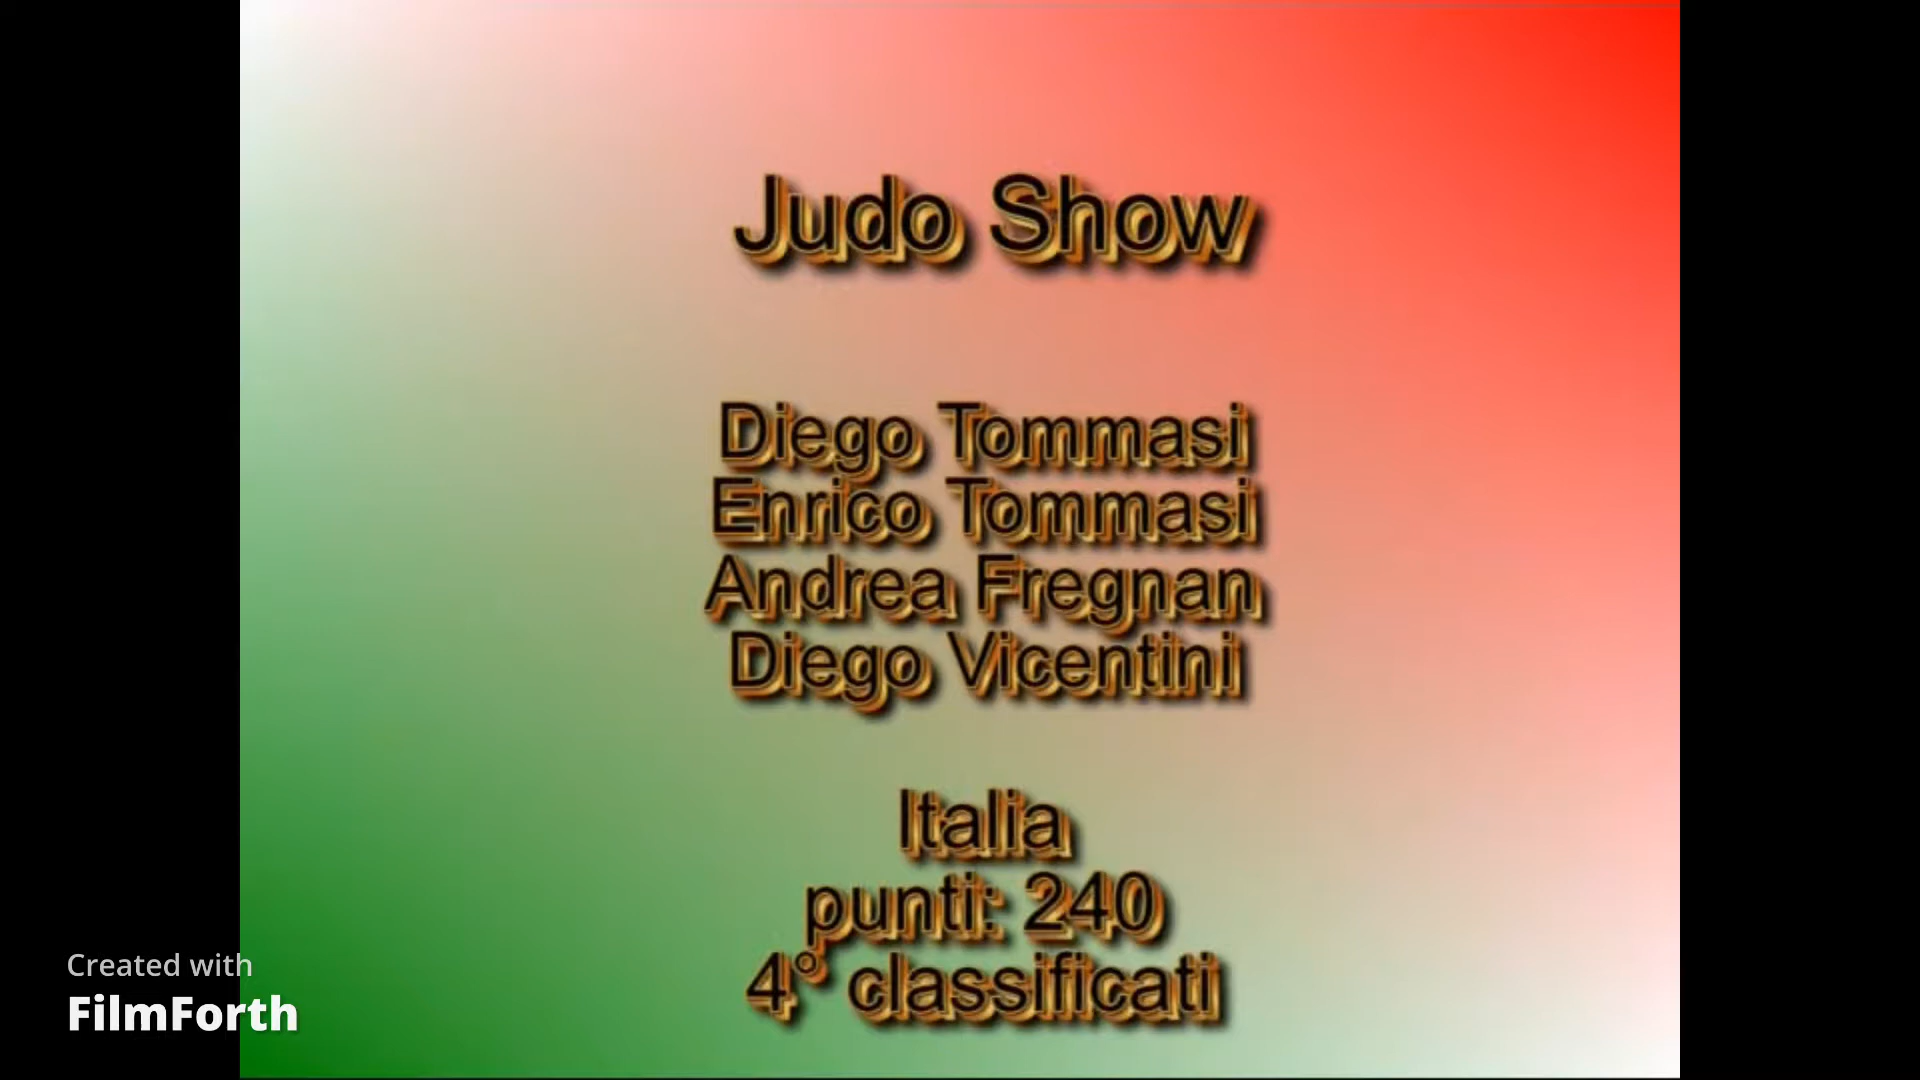 Judo Show
Diego Tommasi
Enrico Tommasi
Andrea Fregnan
Diego Vicentini
Italia
punti: 240
4° classificati
Created with
FilmForth